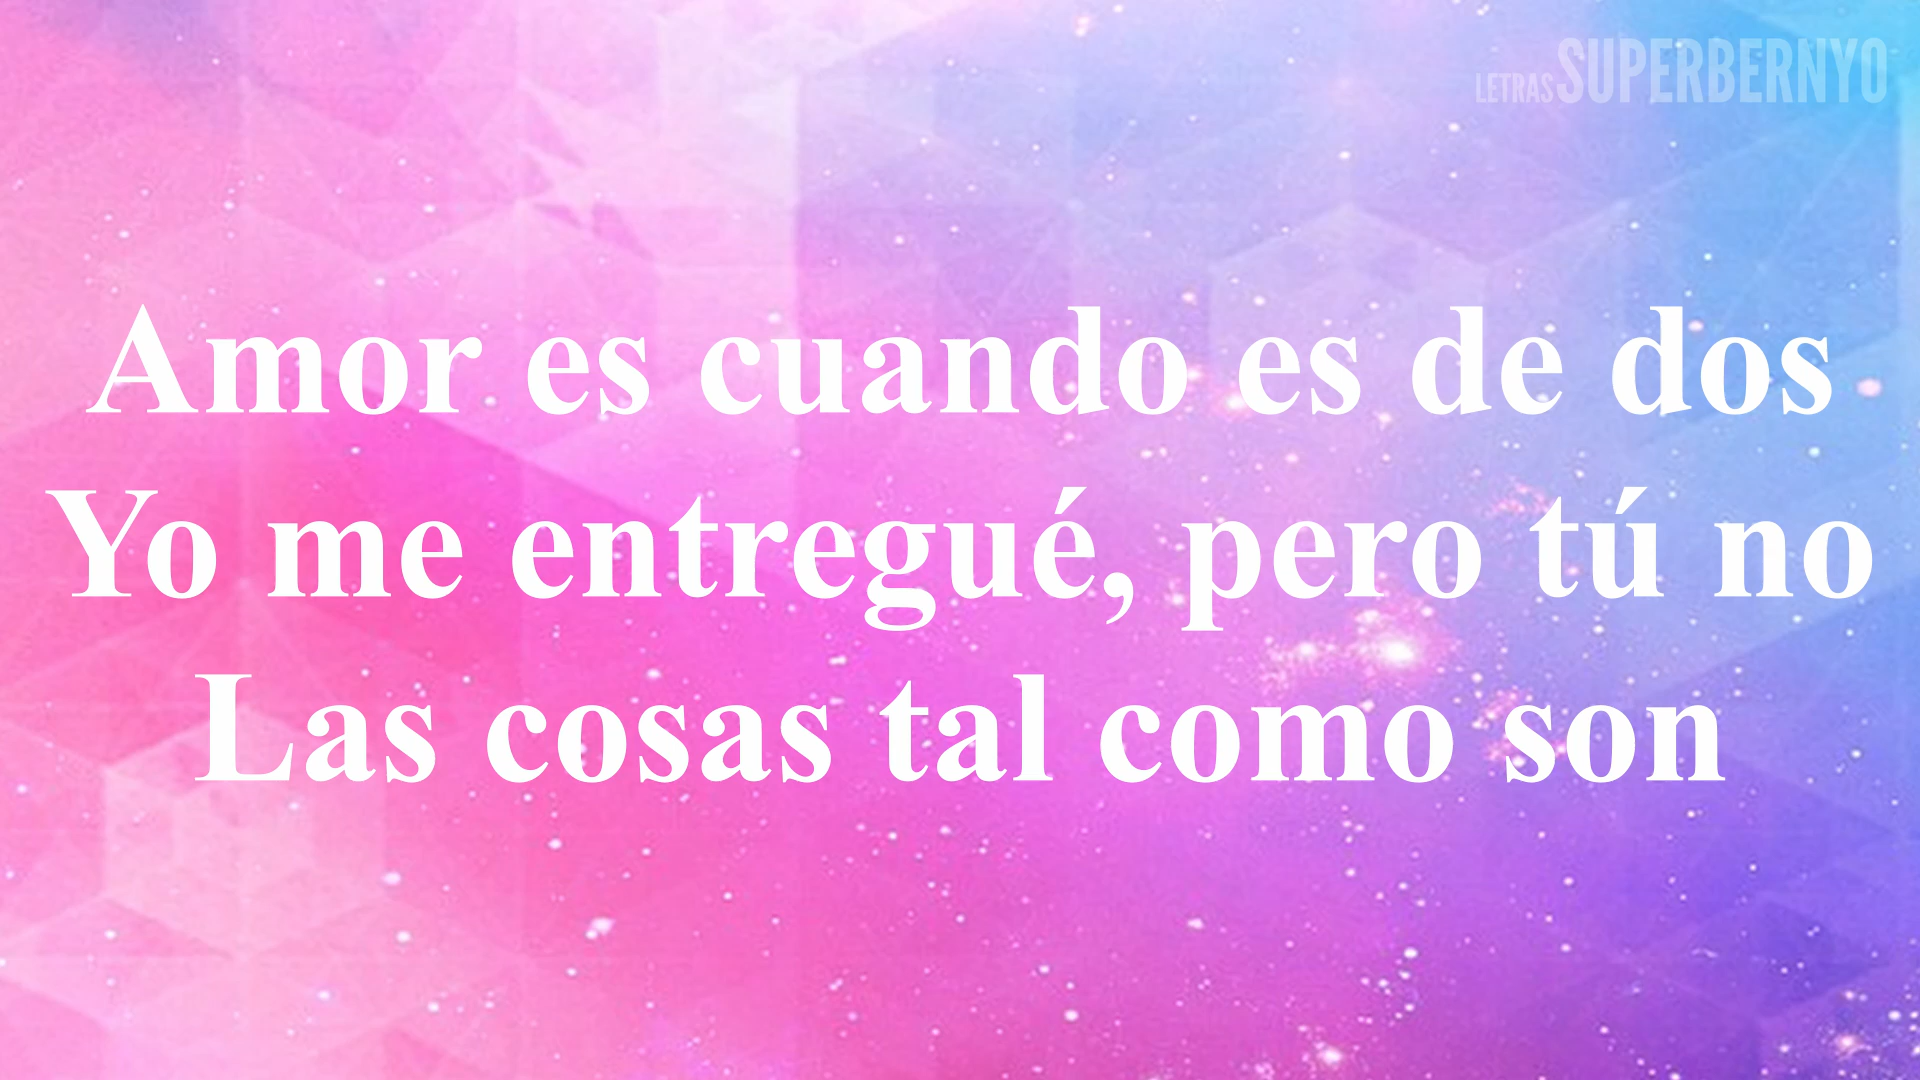 LETRAS SUPERBERNYO
Amor es cuando es de dos
Yo me entregué, pero tú no
Las cosas tal como son